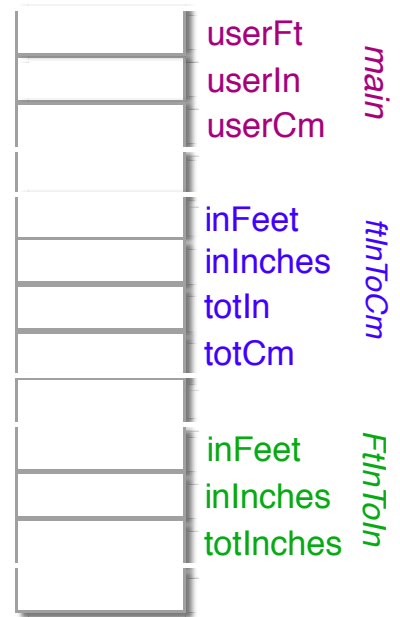 userFt
userIn
userCm
main
inFeet
inInches
totIn
totCm
ftInToCm
inFeet
inInches
totInches
FtInToIn